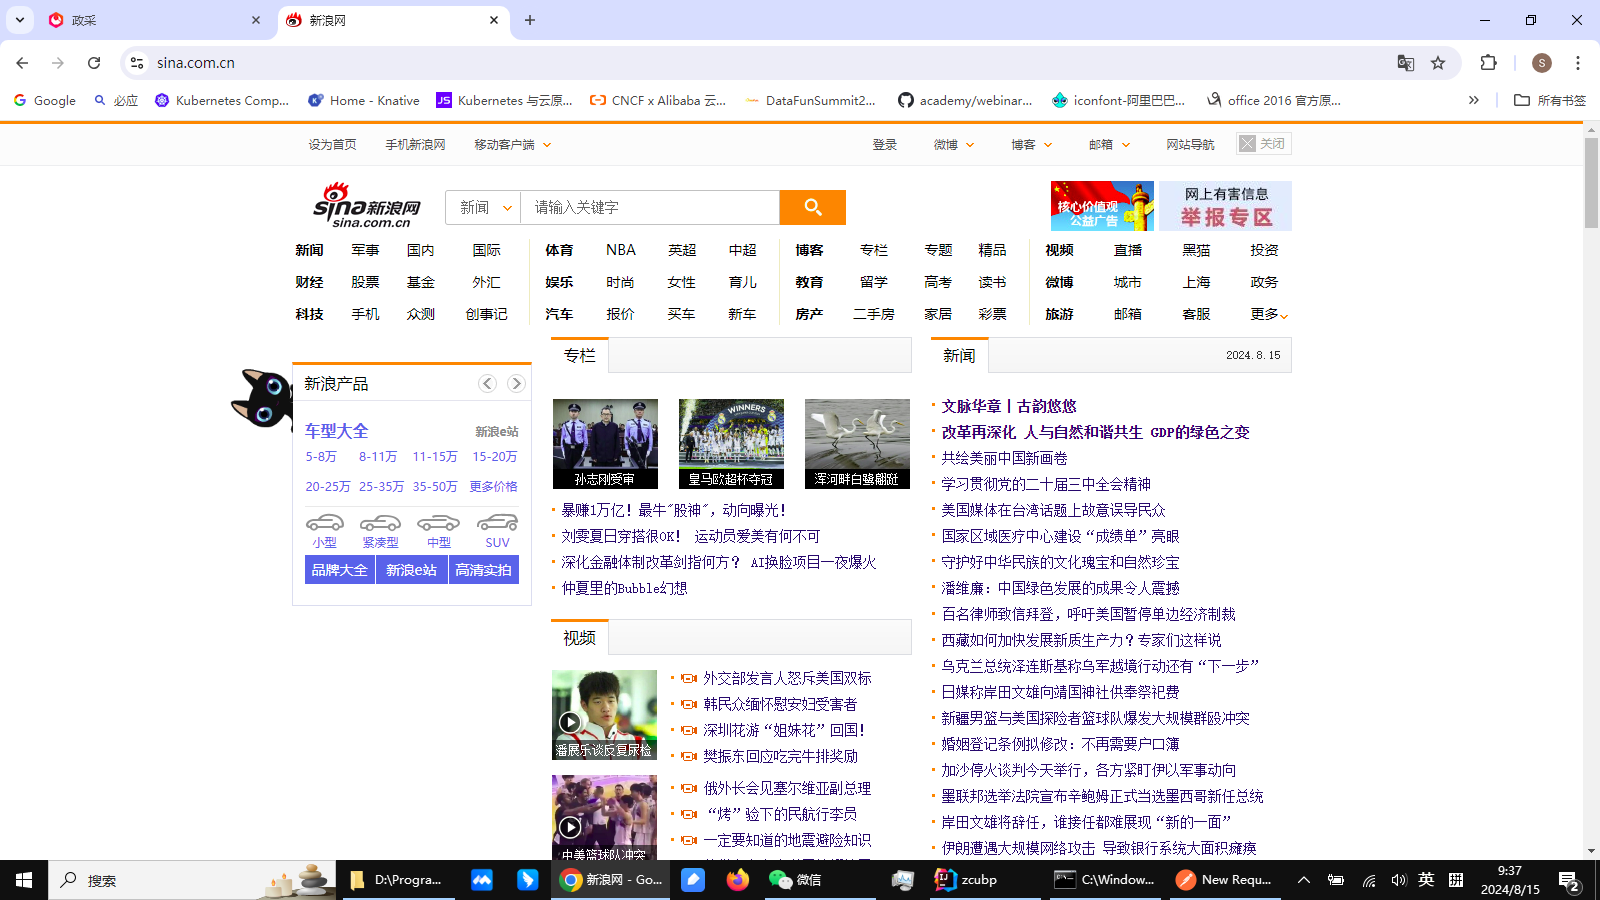 政采
新浪网
sina.com.cn
Google
必应
Kubernetes Comp...
Home - Knative
Kubernetes 与云原...
CNCF x Alibaba 云...
DataFunSummit2...
academy/webinar...
iconfont-阿里巴巴...
office 2016 官方原...
所有书签
设为首页 手机新浪网 移动客户端 登录 微博 博客 邮箱 网站导航 关闭
sina新浪网
sina.com.cn
新闻 请输入关键字
核心价值观
公益广告
网上有害信息
举报专区
新闻 军事 国内 国际 体育 NBA 英超 中超 博客 专栏 专题 精品 视频 直播 黑猫 投资
财经 股票 基金 外汇 娱乐 时尚 女性 育儿 教育 留学 高考 读书 微博 城市 上海 政务
科技 手机 众测 创事记 汽车 报价 买车 新车 房产 二手房 家居 彩票 旅游 邮箱 客服 更多
新浪产品
车型大全 新浪e站
5-8万 8-11万 11-15万 15-20万
20-25万 25-35万 35-50万 更多价格
小型 紧凑型 中型 SUV
品牌大全 新浪e站 高清实拍
专栏
WINNERS
孙志刚受审 皇马欧超杯夺冠 浑河畔白鹭翩跹
暴赚1万亿！最牛"股神"，动向曝光！
刘雯夏日穿搭很OK！ 运动员爱美有何不可
深化金融体制改革剑指何方？ AI换脸项目一夜爆火
仲夏里的Bubble幻想
视频
潘展乐谈反复尿检
中美篮球队冲突
外交部发言人怒斥美国双标
韩民众缅怀慰安妇受害者
深圳花游“姐妹花”回国！
樊振东回应吃完牛排奖励
俄外长会见塞尔维亚副总理
“烤”验下的民航行李员
一定要知道的地震避险知识
新闻 2024.8.15
文脉华章丨古韵悠悠
改革再深化 人与自然和谐共生 GDP的绿色之变
共绘美丽中国新画卷
学习贯彻党的二十届三中全会精神
美国媒体在台湾话题上故意误导民众
国家区域医疗中心建设“成绩单”亮眼
守护好中华民族的文化瑰宝和自然珍宝
潘维廉：中国绿色发展的成果令人震撼
百名律师致信拜登，呼吁美国暂停单边经济制裁
西藏如何加快发展新质生产力？专家们这样说
乌克兰总统泽连斯基称乌军越境行动还有“下一步”
日媒称岸田文雄向靖国神社供奉祭祀费
新疆男篮与美国探险者篮球队爆发大规模群殴冲突
婚姻登记条例拟修改：不再需要户口簿
加沙停火谈判今天举行，各方紧盯伊以军事动向
墨联邦选举法院宣布辛鲍姆正式当选墨西哥新任总统
岸田文雄将辞任，谁接任都难展现“新的一面”
伊朗遭遇大规模网络攻击 导致银行系统大面积瘫痪
搜索
D:\Progra...
新浪网 - Go...
微信
zcubp
C:\Window...
New Requ...
英
拼
9:37
2024/8/15
2